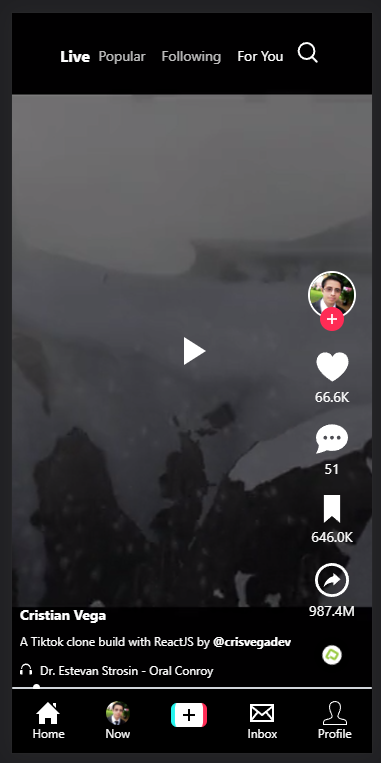 Live Popular Following For You
66.6K
51
646.0K
987.4M
Cristian Vega
A Tiktok clone build with ReactJS by @crisvegadev
Dr. Estevan Strosin - Oral Conroy
Home Now Inbox Profile